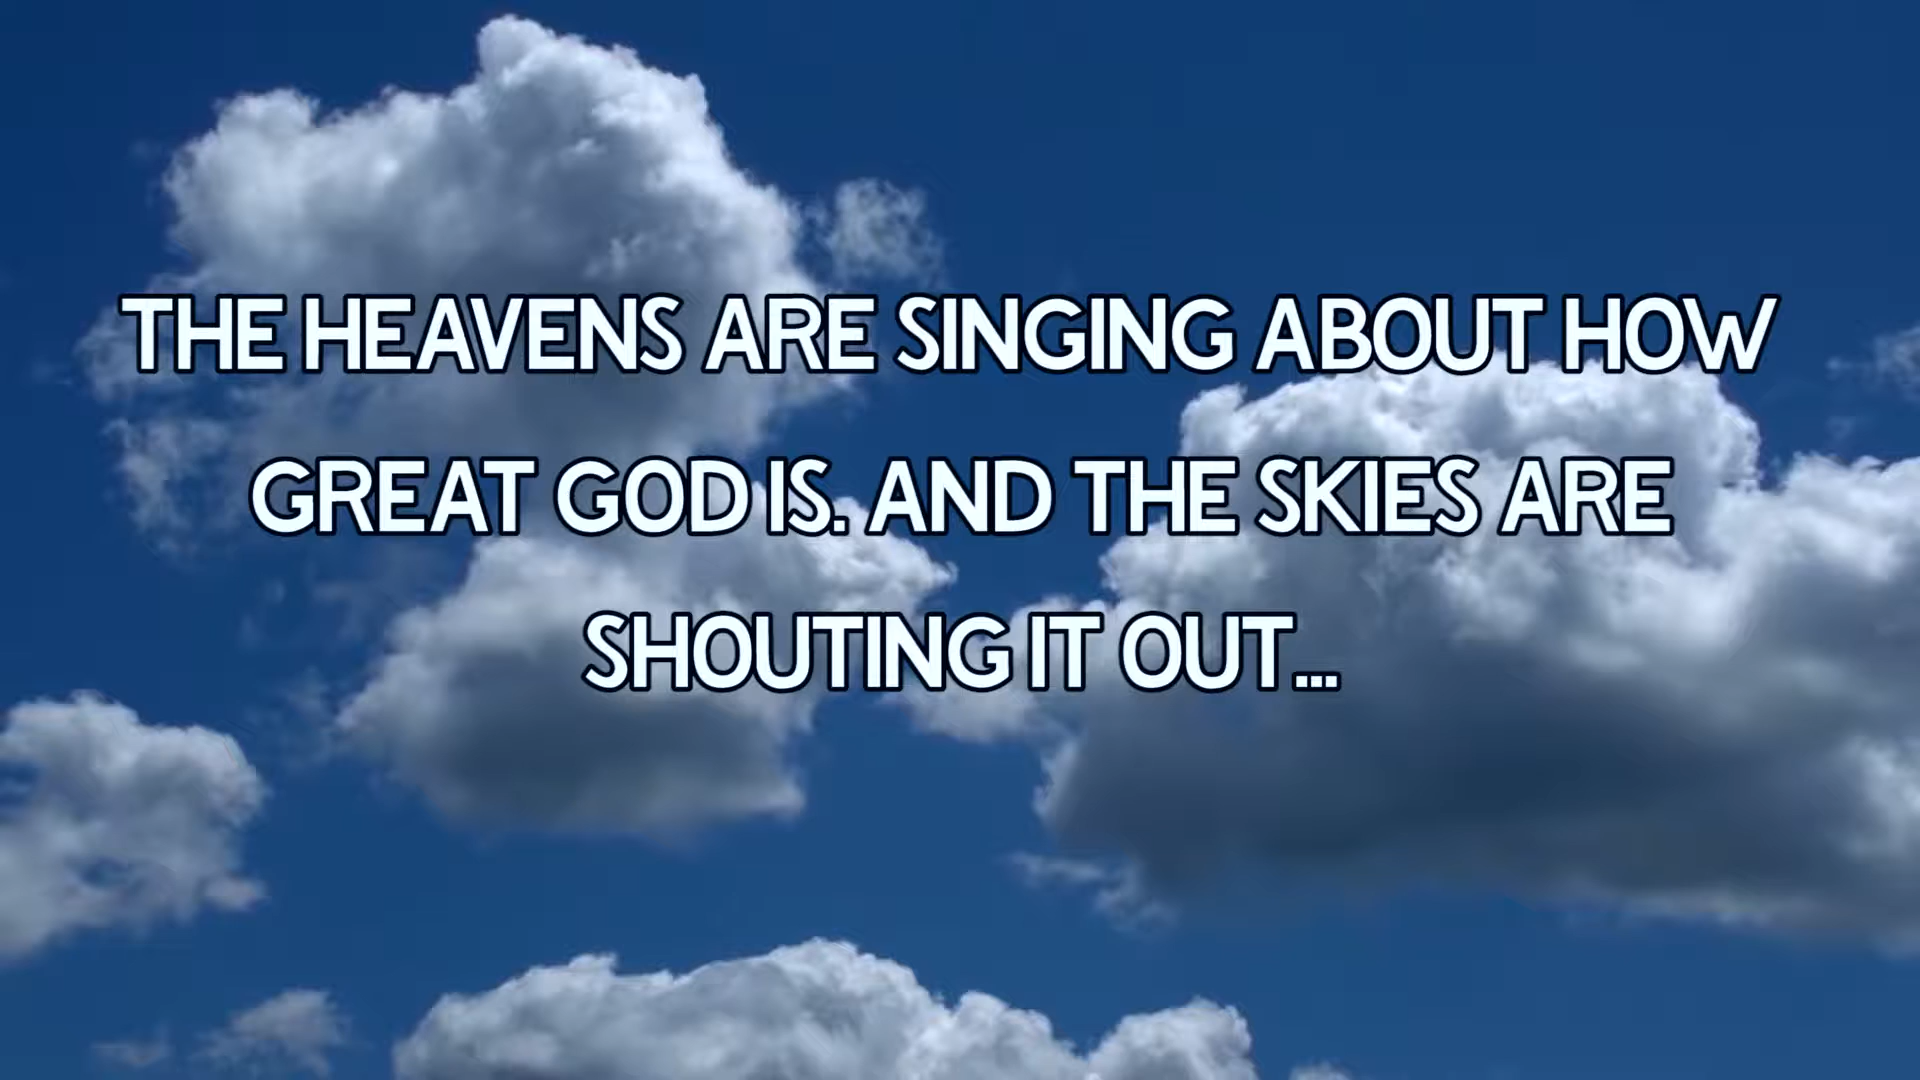 THE HEAVENS ARE SINGING ABOUT HOW
GREAT GOD IS. AND THE SKIES ARE
SHOUTING IT OUT...